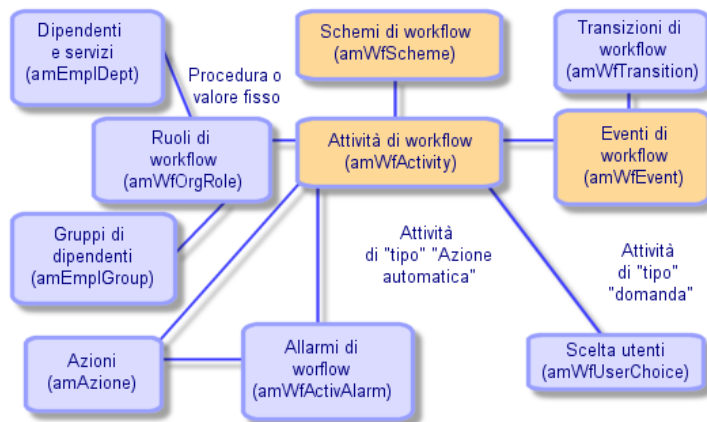 Dipendenti
e servizi
(amEmplDept)
Schemi di workflow
(amWfScheme)
Transizioni di
workflow
(amWfTransition)
Procedura o
valore fisso
Ruoli di
workflow
(amWfOrgRole)
Attività di workflow
(amWfActivity)
Eventi di
workflow
(amWfEvent)
Gruppi di
dipendenti
(amEmplGroup)
Attività
di "tipo" "Azione
automatica"
Attività
di "tipo"
"domanda"
Azioni
(amAzione)
Allarmi di
worflow
(amWfActivAlarm)
Scelta utenti
(amWfUserChoice)